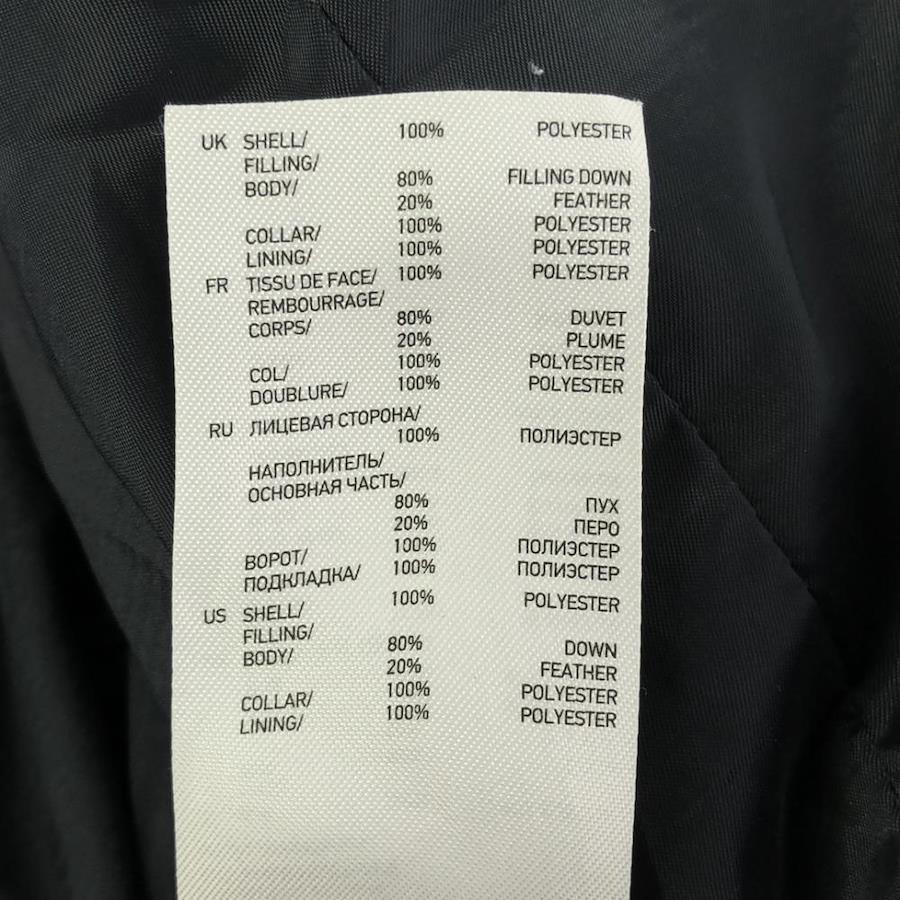 UK SHELL/ 100% POLYESTER
FILLING/
BODY/ 80% FILLING DOWN
20% FEATHER
COLLAR/ 100% POLYESTER
LINING/ 100% POLYESTER
FR TISSU DE FACE/ 100% POLYESTER
REMBOURRAGE/
CORPS/ 80% DUVET
20% PLUME
COL/ 100% POLYESTER
DOUBLURE/ 100% POLYESTER
RU ЛИЦЕВАЯ СТОРОНА/
100% ПОЛИЭСТЕР
НАПОЛНИТЕЛЬ/
ОСНОВНАЯ ЧАСТЬ/
80% ПУХ
20% ПЕРО
ВОРОТ/ 100% ПОЛИЭСТЕР
ПОДКЛАДКА/ 100% ПОЛИЭСТЕР
US SHELL/ 100% POLYESTER
FILLING/
BODY/ 80% DOWN
20% FEATHER
COLLAR/ 100% POLYESTER
LINING/ 100% POLYESTER